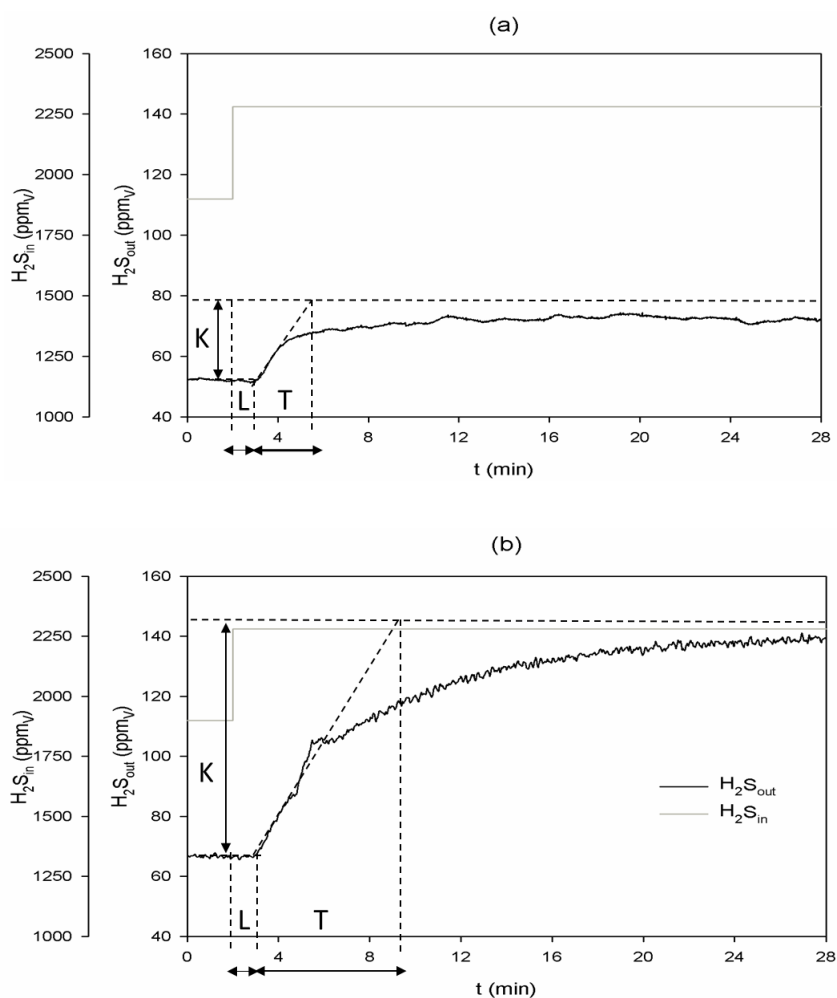 (a)
2500
2250
2000
1750
1500
1250
1000
H2Sin (ppmV)
160
140
120
100
80
60
40
H2Sout (ppmV)
K
L T
0 4 8 12 16 20 24 28
t (min)
(b)
2500
2250
2000
1750
1500
1250
1000
H2Sin (ppmV)
160
140
120
100
80
60
40
H2Sout (ppmV)
K
H2Sout
H2Sin
L T
0 4 8 12 16 20 24 28
t (min)